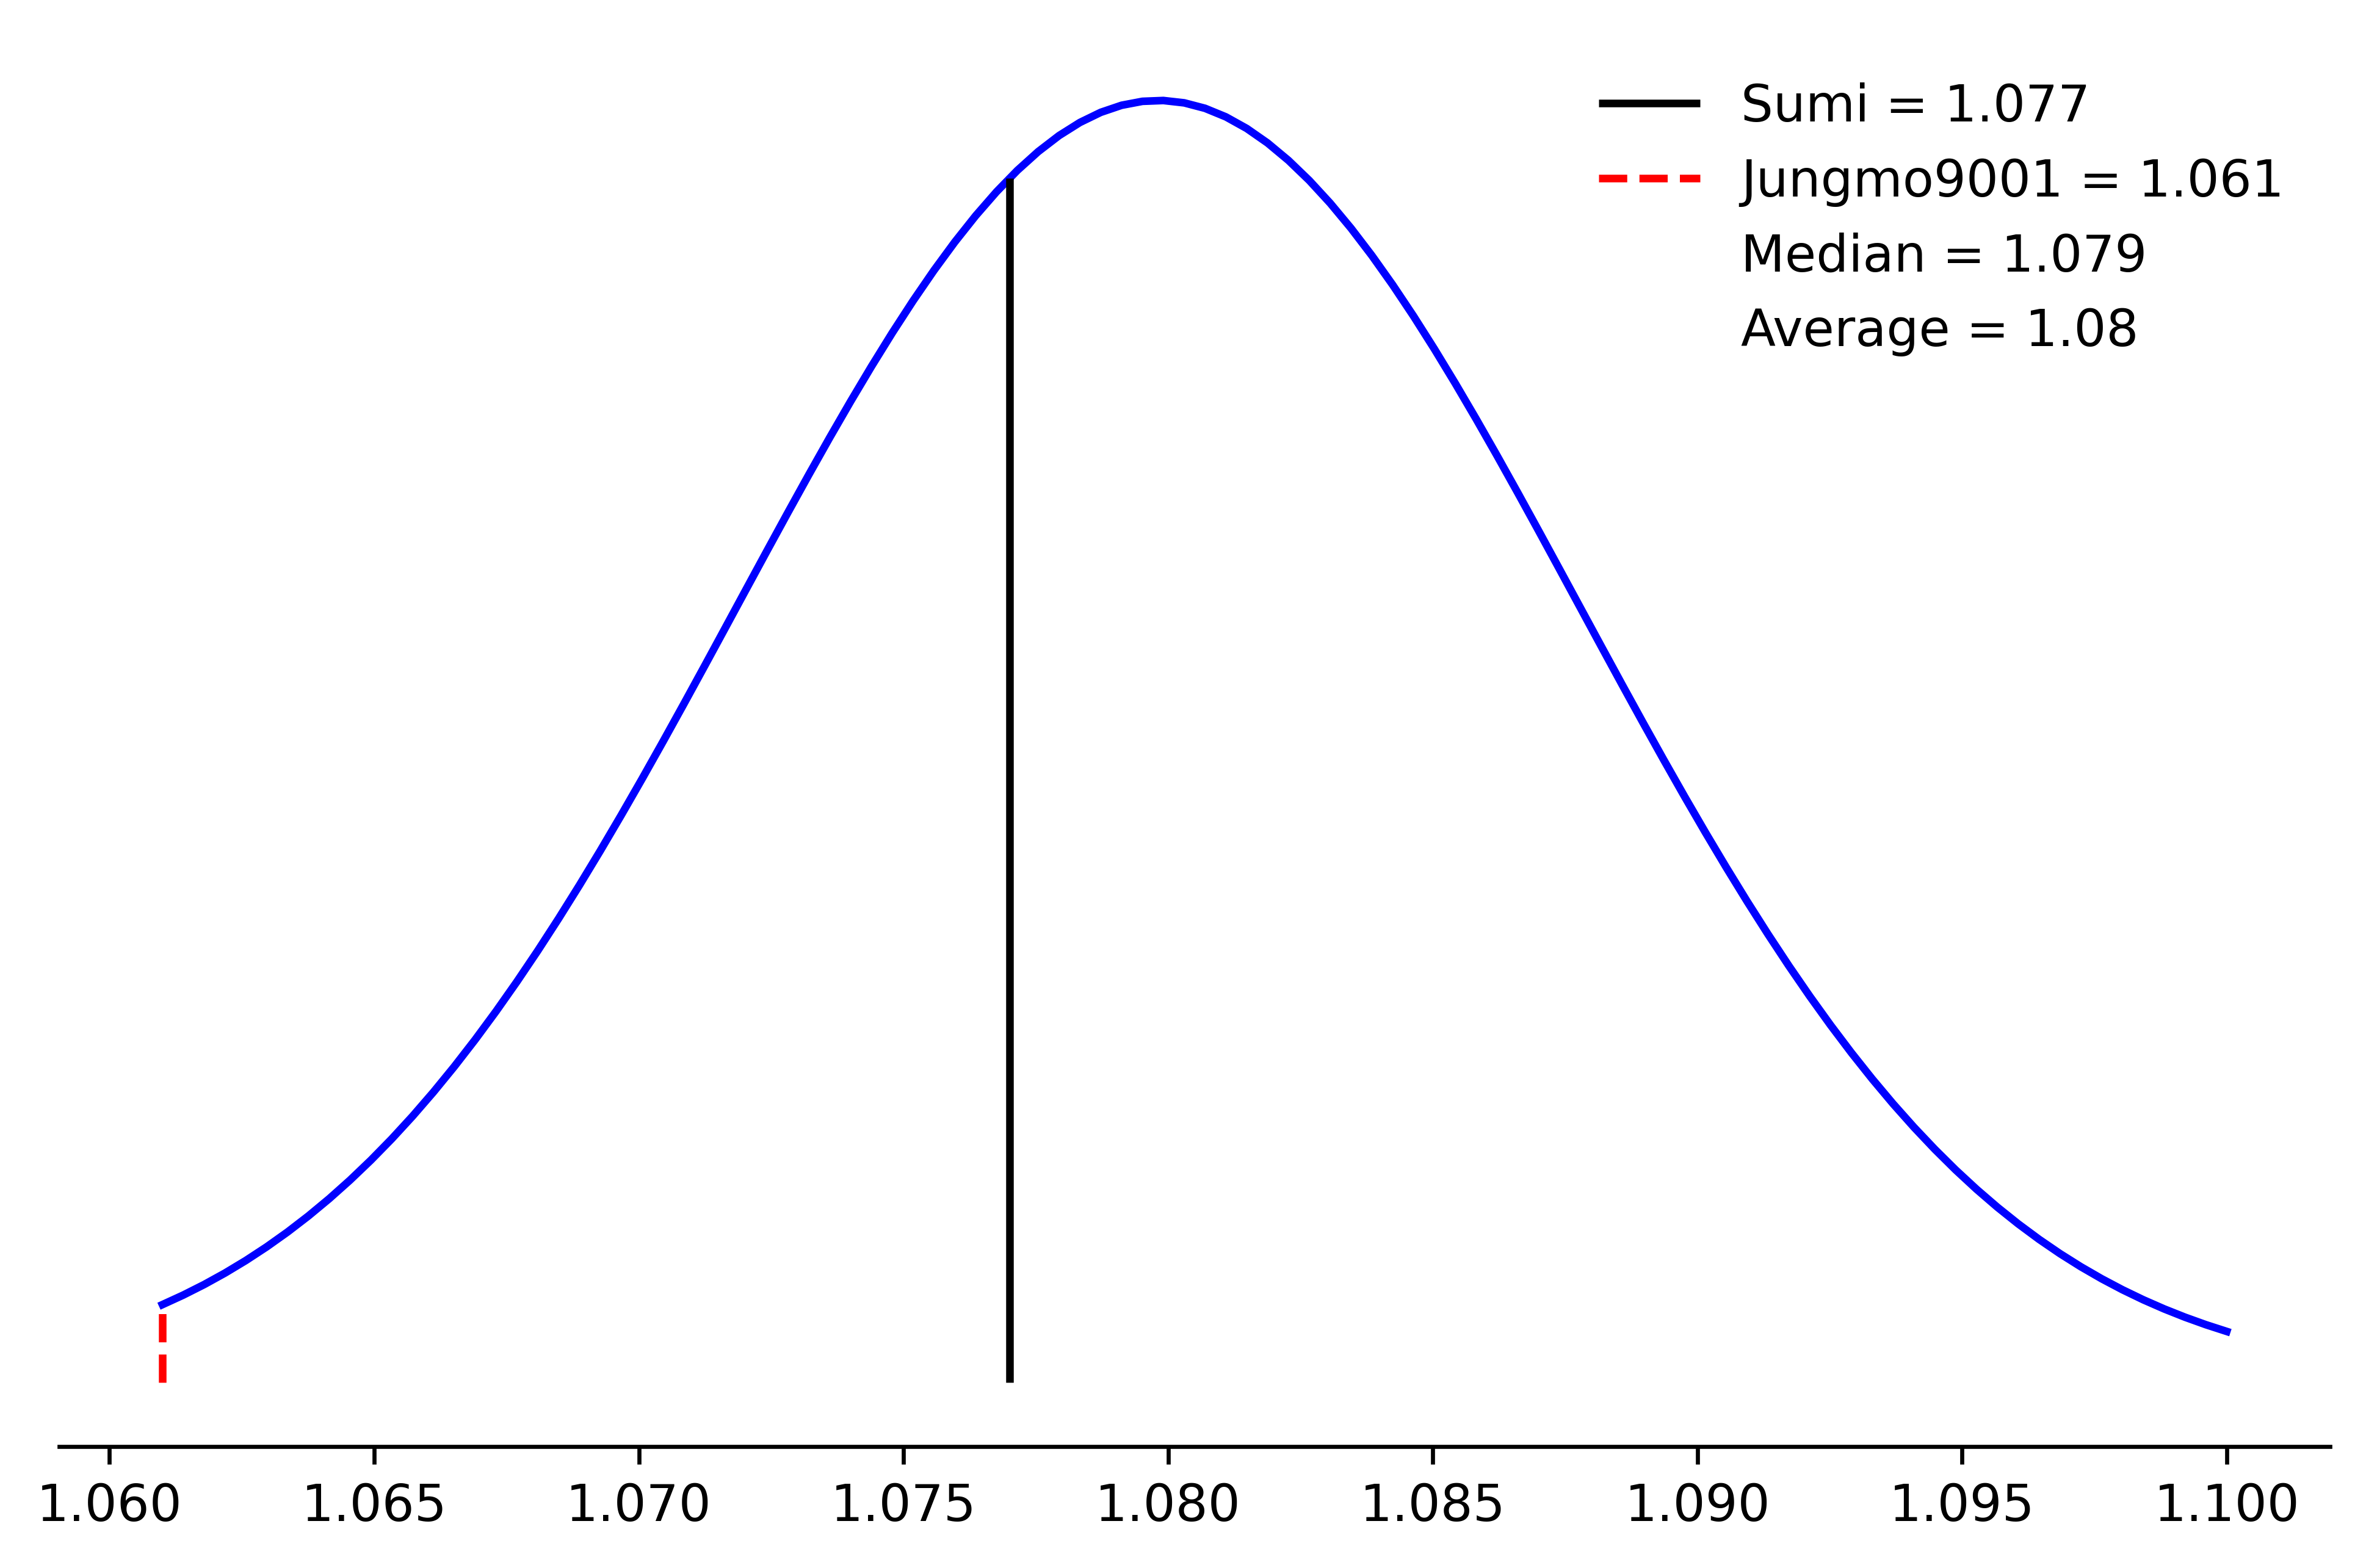 Sumi = 1.077
Jungmo9001 = 1.061
Median = 1.079
Average = 1.08
1.060 1.065 1.070 1.075 1.080 1.085 1.090 1.095 1.100